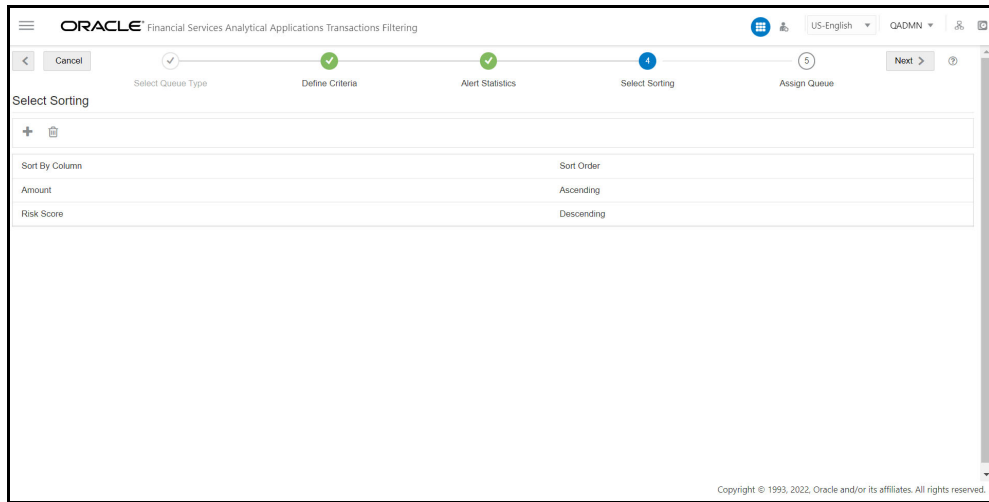 ORACLE Financial Services Analytical Applications Transactions Filtering
US-English
QADMN
Cancel
4
5
Next
Select Queue Type
Define Criteria
Alert Statistics
Select Sorting
Assign Queue
Select Sorting
Sort By Column Sort Order
Amount Ascending
Risk Score Descending
Copyright © 1993, 2022, Oracle and/or its affiliates. All rights reserved.